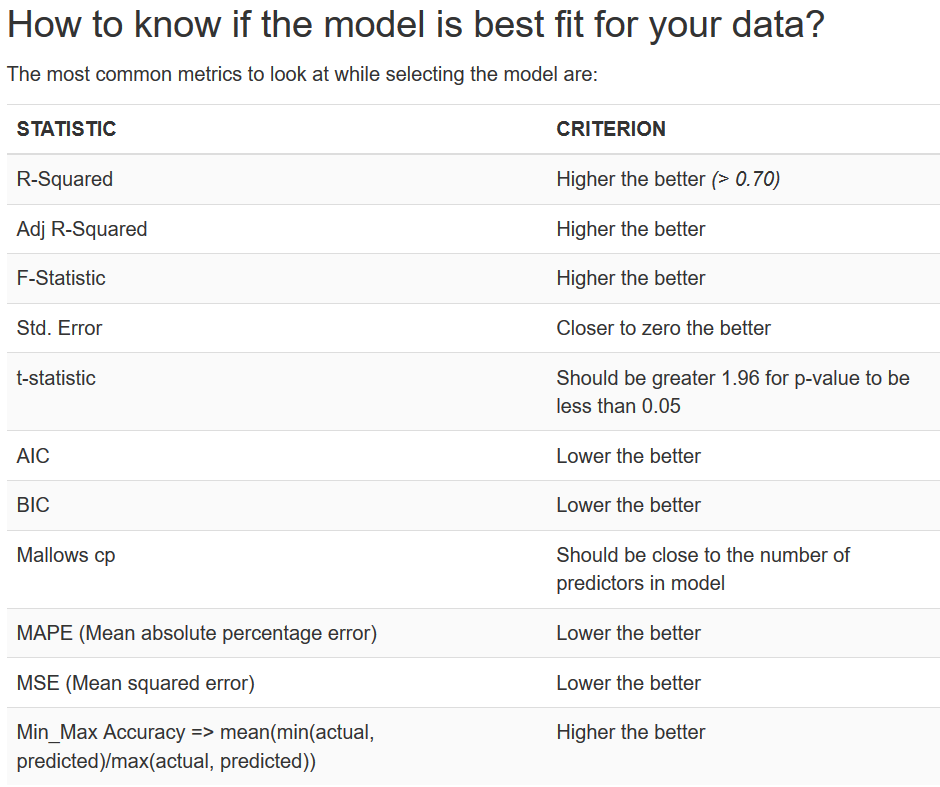 How to know if the model is best fit for your data?
The most common metrics to look at while selecting the model are:
STATISTIC CRITERION
R-Squared Higher the better (> 0.70)
Adj R-Squared Higher the better
F-Statistic Higher the better
Std. Error Closer to zero the better
t-statistic Should be greater 1.96 for p-value to be
less than 0.05
AIC Lower the better
BIC Lower the better
Mallows cp Should be close to the number of
predictors in model
MAPE (Mean absolute percentage error) Lower the better
MSE (Mean squared error) Lower the better
Min_Max Accuracy => mean(min(actual, Higher the better
predicted)/max(actual, predicted))